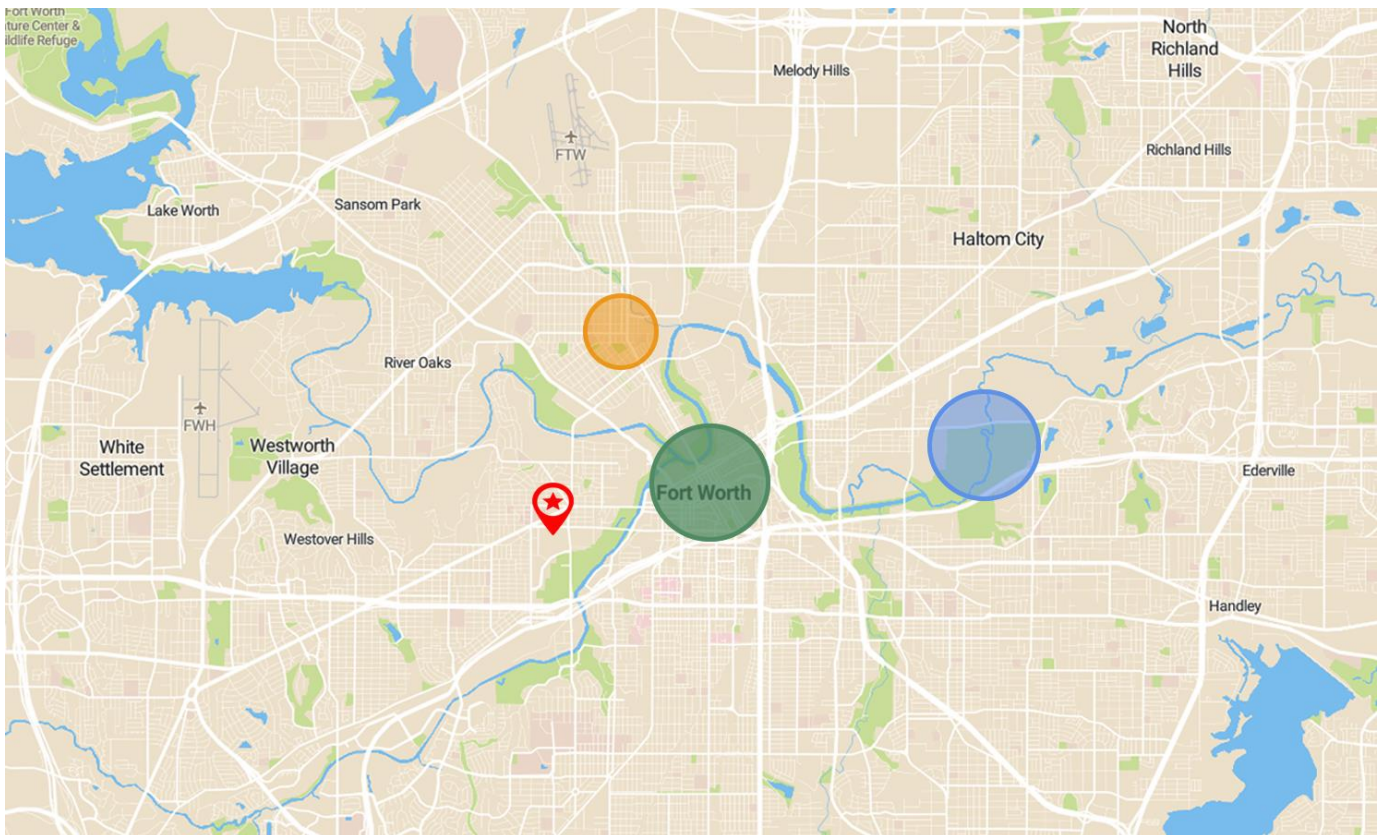 Fort Worth
ture Center &
ildlife Refuge
North
Richland
Hills
Melody Hills
FTW
Richland Hills
Lake Worth
Sansom Park
Haltom City
River Oaks
FWH
White
Settlement
Westworth
Village
Fort Worth
Ederville
Westover Hills
Handley